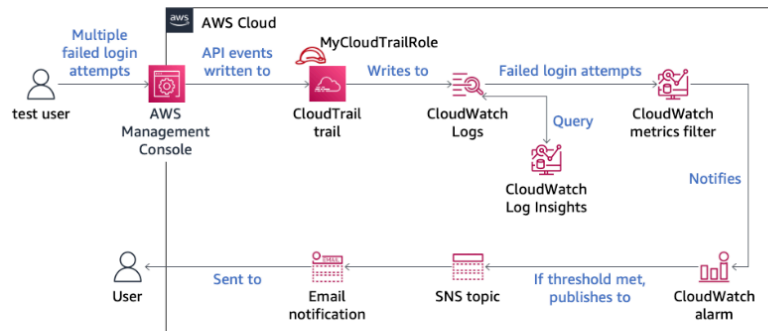 aws
AWS Cloud
Multiple
failed login
attempts
API events
written to
MyCloudTrailRole
Writes to
Failed login attempts
test user
AWS
Management
Console
CloudTrail
trail
CloudWatch
Logs
CloudWatch
metrics filter
Query
CloudWatch
Log Insights
Notifies
EMAIL
User
Sent to
Email
notification
SNS topic
If threshold met,
publishes to
CloudWatch
alarm